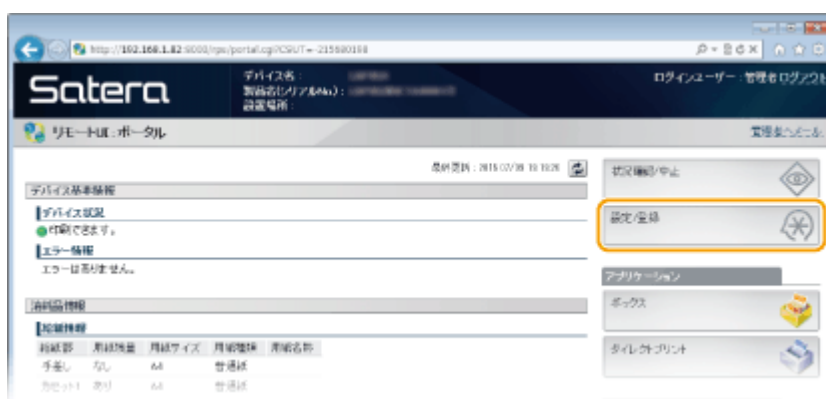 http://192.168.1.82:8000/rps/portal.cgi?CSUT=-215680198
Satera
デバイス名 :
製品名(シリアルNo.) :
設置場所 :
ログインユーザー : 管理者 ログアウト
リモートUI : ポータル
管理者へメール
最終更新 :
デバイス基本情報
デバイス状況
印刷できます。
エラー情報
エラーはありません。
消耗品情報
給紙情報
給紙部 用紙残量 用紙サイズ 用紙種類 用紙名称
手差し なし A4 普通紙
カセット1 あり A4 普通紙
状況確認/中止
設定/登録
アプリケーション
ボックス
ダイレクトプリント